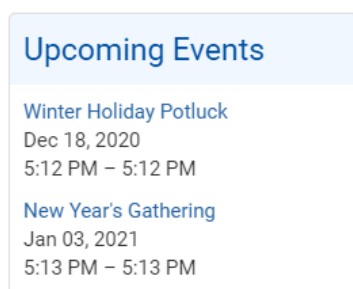 Upcoming Events
Winter Holiday Potluck
Dec 18, 2020
5:12 PM – 5:12 PM
New Year's Gathering
Jan 03, 2021
5:13 PM – 5:13 PM